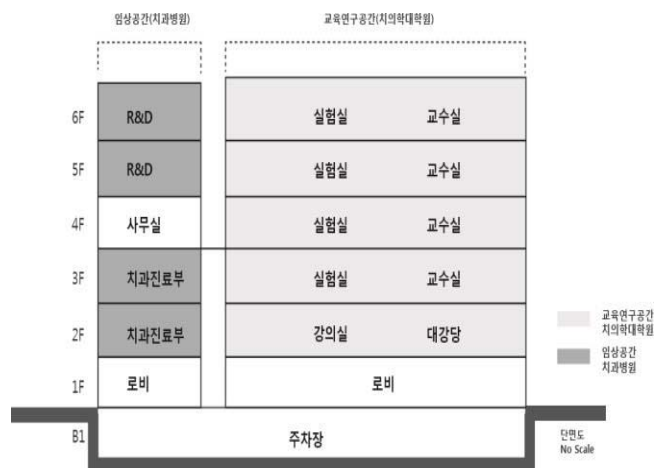 임상공간(치과병원) 교육연구공간(치의학대학원)
6F R&D 실험실 교수실
5F R&D 실험실 교수실
4F 사무실 실험실 교수실
3F 치과진료부 실험실 교수실
2F 치과진료부 강의실 대강당
1F 로비 로비
B1 주차장
교육연구공간
치의학대학원
임상공간
치과병원
단면도
No Scale